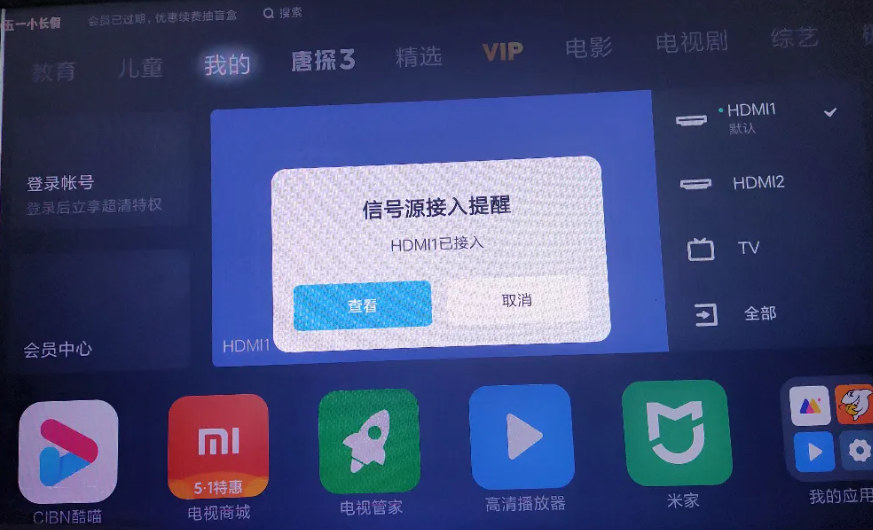 五一小长假
会员已过期，优惠续费抽盲盒
搜索
教育
儿童
我的
唐探3
精选
VIP
电影
电视剧
综艺
登录帐号
登录后立享超清特权
会员中心
信号源接入提醒
HDMI1已接入
查看
取消
HDMI1
HDMI1
默认
HDMI2
TV
全部
mi
5·1特惠
CIBN酷喵
电视商城
电视管家
高清播放器
米家
我的应用